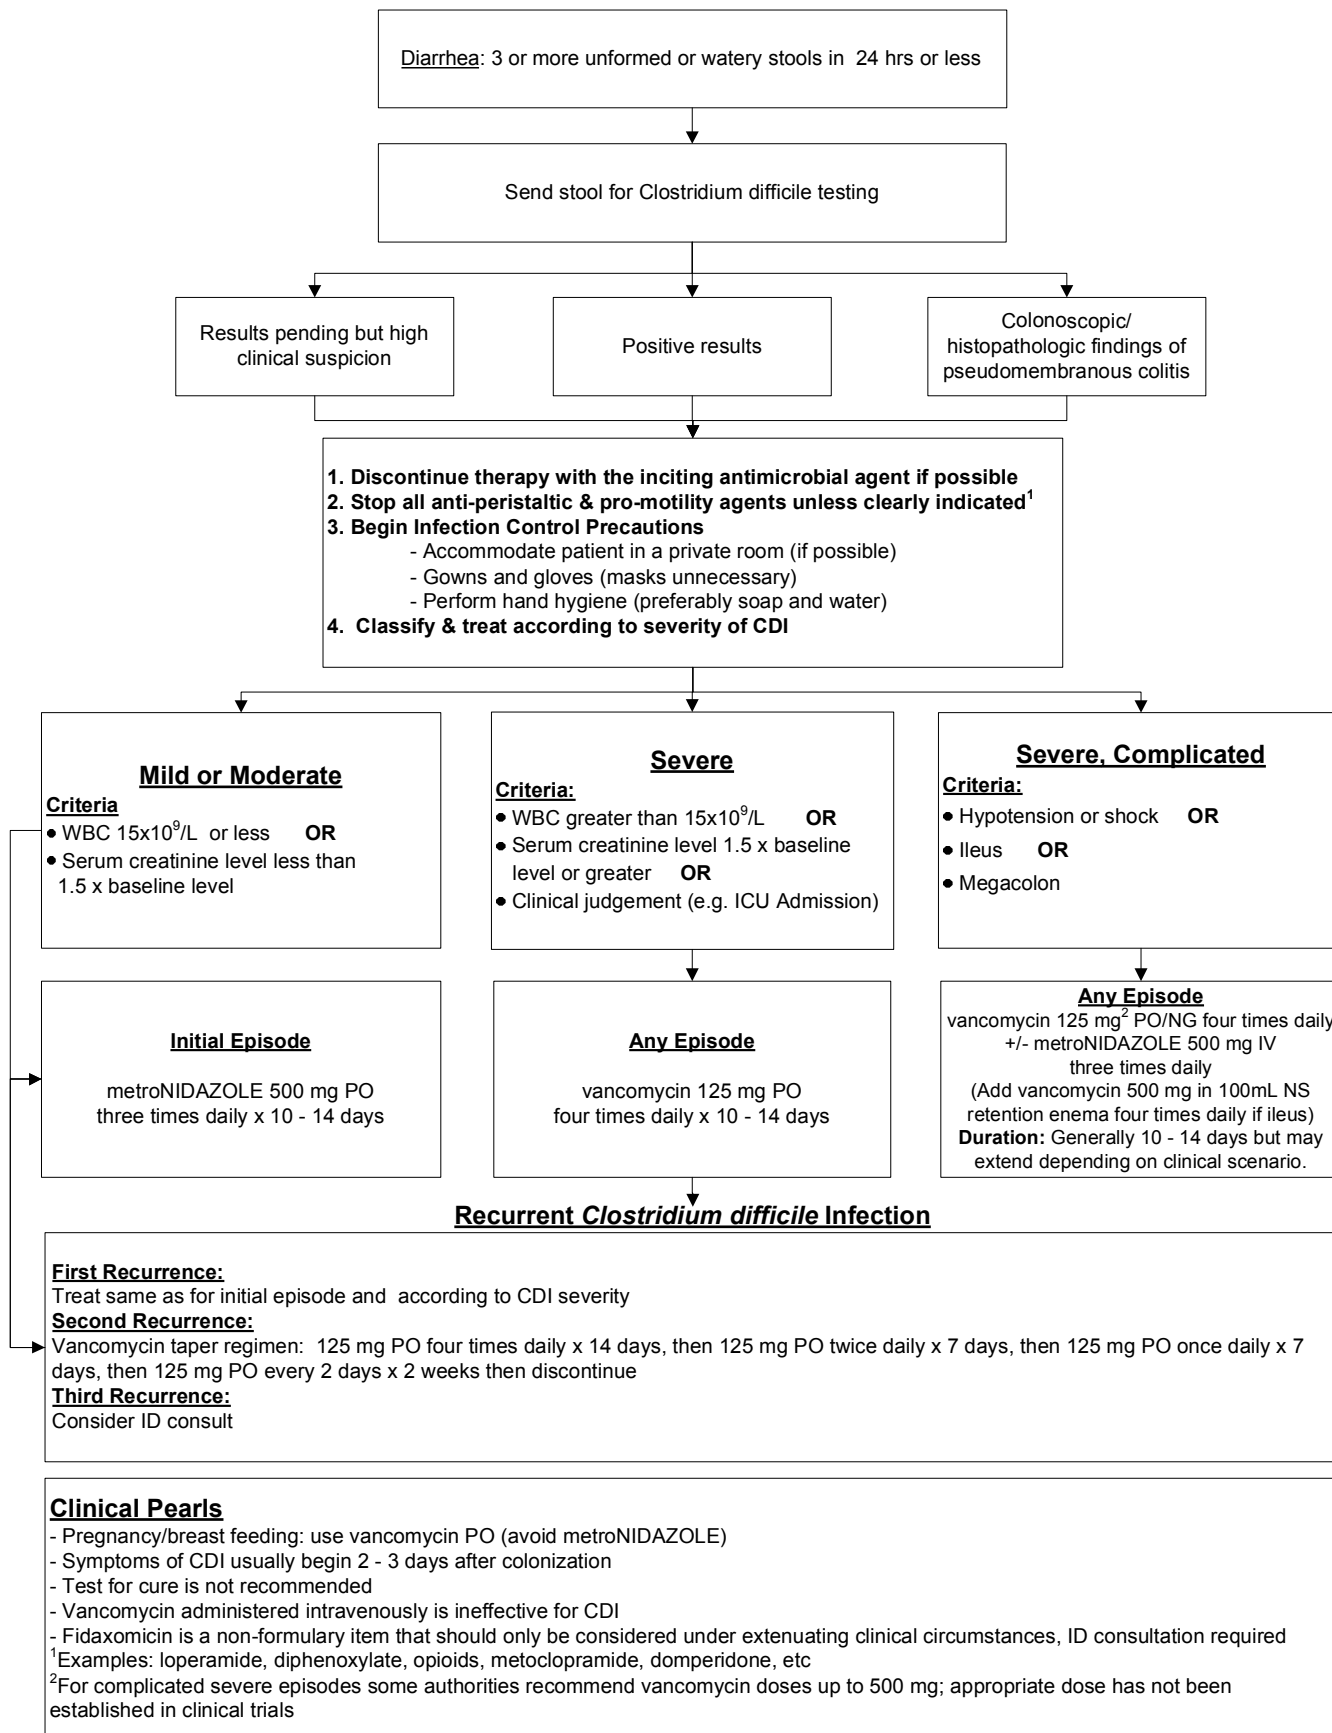 Diarrhea: 3 or more unformed or watery stools in 24 hrs or less
Send stool for Clostridium difficile testing
Results pending but high
clinical suspicion
Positive results
Colonoscopic/
histopathologic findings of
pseudomembranous colitis
1. Discontinue therapy with the inciting antimicrobial agent if possible
2. Stop all anti-peristaltic & pro-motility agents unless clearly indicated¹
3. Begin Infection Control Precautions
- Accommodate patient in a private room (if possible)
- Gowns and gloves (masks unnecessary)
- Perform hand hygiene (preferably soap and water)
4. Classify & treat according to severity of CDI
Mild or Moderate
Criteria
• WBC 15x10⁹/L or less OR
• Serum creatinine level less than
1.5 x baseline level
Severe
Criteria:
• WBC greater than 15x10⁹/L OR
• Serum creatinine level 1.5 x baseline
level or greater OR
• Clinical judgement (e.g. ICU Admission)
Severe, Complicated
Criteria:
• Hypotension or shock OR
• Ileus OR
• Megacolon
Initial Episode
metroNIDAZOLE 500 mg PO
three times daily x 10 - 14 days
Any Episode
vancomycin 125 mg PO
four times daily x 10 - 14 days
Any Episode
vancomycin 125 mg² PO/NG four times daily
+/- metroNIDAZOLE 500 mg IV
three times daily
(Add vancomycin 500 mg in 100mL NS
retention enema four times daily if ileus)
Duration: Generally 10 - 14 days but may
extend depending on clinical scenario.
Recurrent Clostridium difficile Infection
First Recurrence:
Treat same as for initial episode and according to CDI severity
Second Recurrence:
Vancomycin taper regimen: 125 mg PO four times daily x 14 days, then 125 mg PO twice daily x 7 days, then 125 mg PO once daily x 7
days, then 125 mg PO every 2 days x 2 weeks then discontinue
Third Recurrence:
Consider ID consult
Clinical Pearls
- Pregnancy/breast feeding: use vancomycin PO (avoid metroNIDAZOLE)
- Symptoms of CDI usually begin 2 - 3 days after colonization
- Test for cure is not recommended
- Vancomycin administered intravenously is ineffective for CDI
- Fidaxomicin is a non-formulary item that should only be considered under extenuating clinical circumstances, ID consultation required
¹Examples: loperamide, diphenoxylate, opioids, metoclopramide, domperidone, etc
²For complicated severe episodes some authorities recommend vancomycin doses up to 500 mg; appropriate dose has not been
established in clinical trials